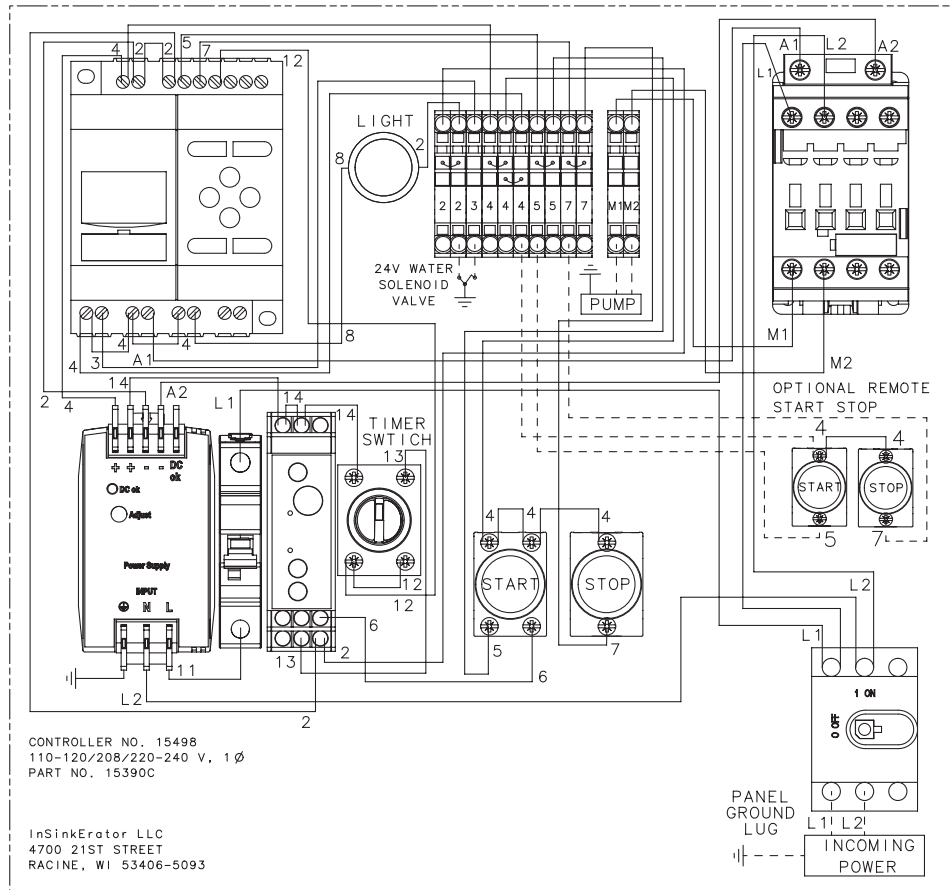 4 2 2 5 7 12
A1 L2 A2
L1
LIGHT
8 2
2 2 3 4 4 4 5 5 7 7 M1 M2
24V WATER
SOLENOID
VALVE
PUMP
4 3 4 A1 4 8
M1
M2
2 4 14 A2 L1 14 14
TIMER
SWTICH
13
OPTIONAL REMOTE
START STOP
4 4
START STOP
5 7
+ + - - DC
ok
DC ok
Adjust
Power Supply
INPUT
N L
12
12
4 4 4
START STOP
5 6 7
6
11 13 2
L2
2
L2
L1
1 ON
0 OFF
CONTROLLER NO. 15498
110-120/208/220-240 V, 1Ø
PART NO. 15390C
PANEL
GROUND
LUG
L1 L2
INCOMING
POWER
InSinkErator LLC
4700 21ST STREET
RACINE, WI 53406-5093